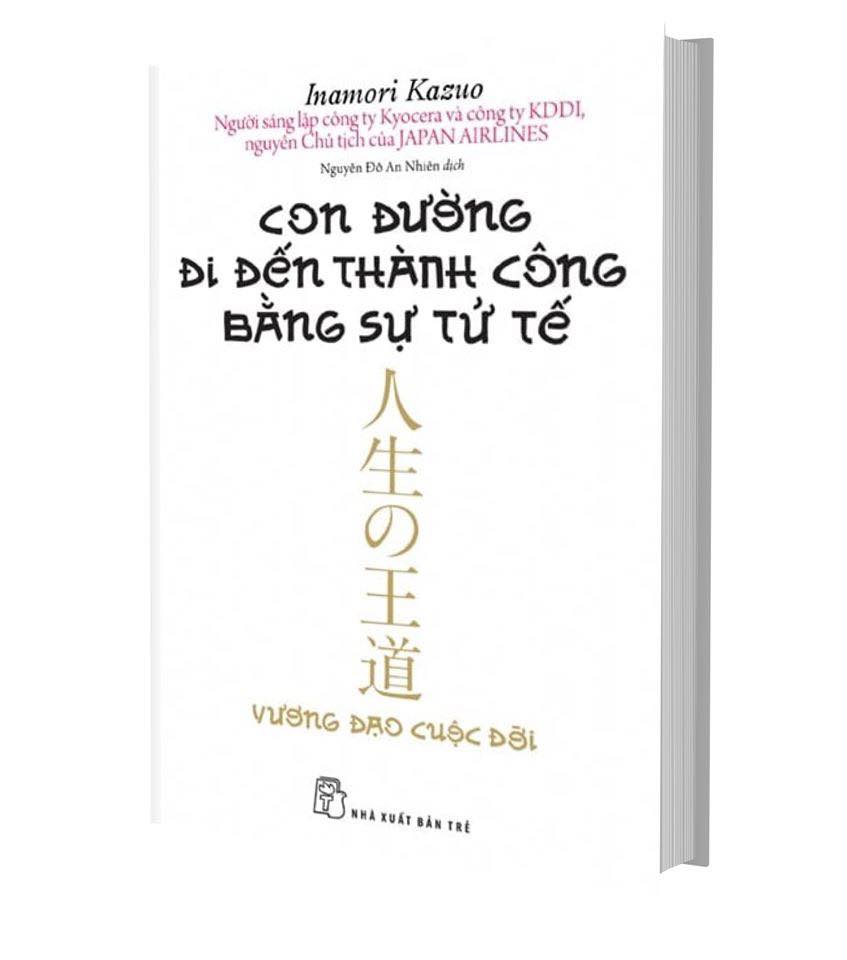 Inamori Kazuo
Người sáng lập công ty Kyocera và công ty KDDI,
nguyên Chủ tịch của JAPAN AIRLINES
Nguyễn Đỗ An Nhiên dịch
CON ĐƯỜNG
ĐI ĐẾN THÀNH CÔNG
BẰNG SỰ TỬ TẾ
人生の王道
VƯƠNG ĐẠO CUỘC ĐỜI
NHÀ XUẤT BẢN TRẺ